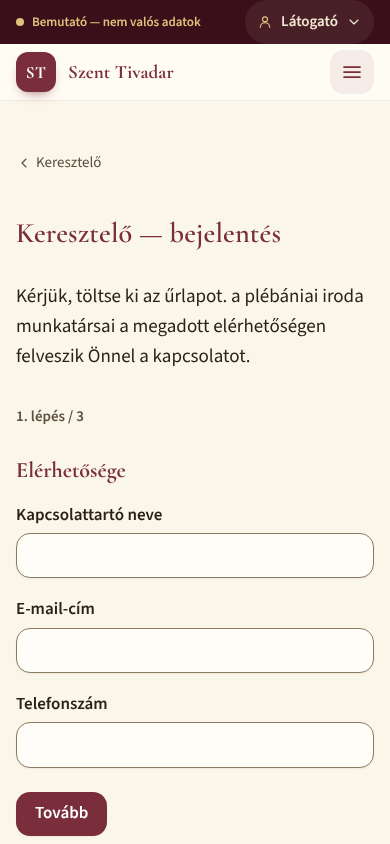 Bemutató — nem valós adatok
Látogató
ST
Szent Tivadar
Keresztelő
Keresztelő — bejelentés
Kérjük, töltse ki az űrlapot. a plébániai iroda
munkatársai a megadott elérhetőségen
felveszik Önnel a kapcsolatot.
1. lépés / 3
Elérhetősége
Kapcsolattartó neve
E-mail-cím
Telefonszám
Tovább